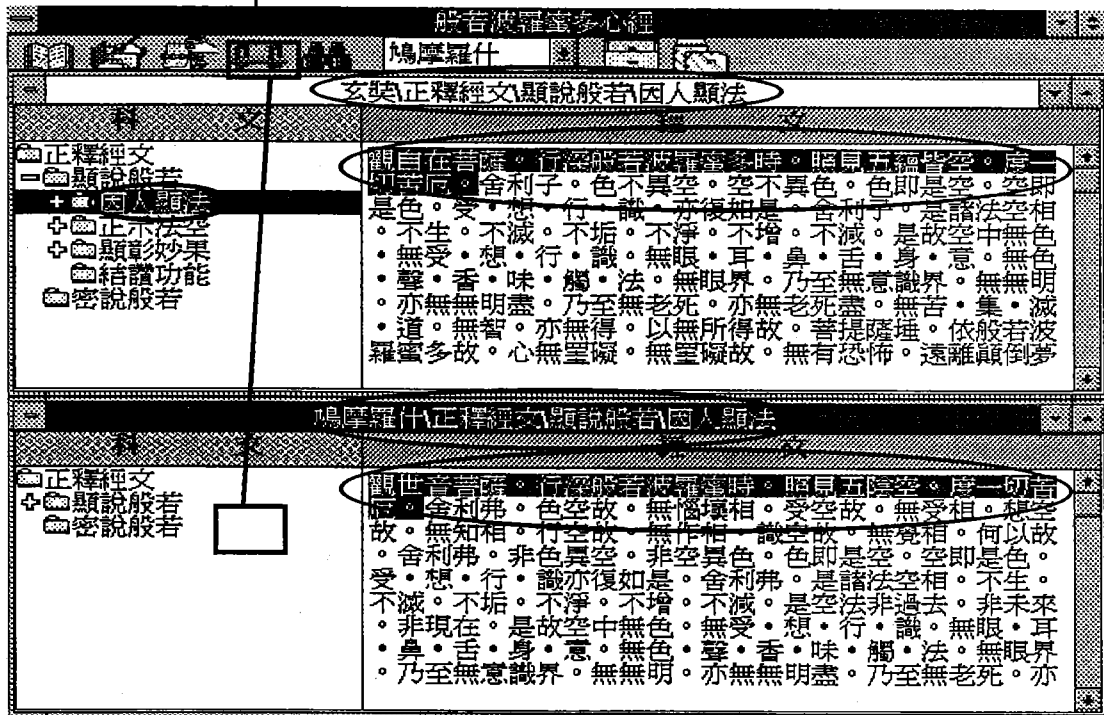 般若波羅蜜多心經
鳩摩羅什
玄奘\正釋經文\顯說般若\因人顯法
科 文
經 文
正釋經文
顯說般若
因人顯法
正示法空
顯彰妙果
結讚功能
密說般若
觀自在菩薩。行深般若波羅蜜多時。照見五蘊皆空。度一
切苦厄。舍利子。色不異空。空不異色。色即是空。空即
是色。受•想•行•識亦復如是。舍利子。是諸法空相
。不生。不滅。不垢。不淨。不增。不減。是故空中無色
•無受•想•行•識。無眼•耳•鼻•舌•身•意。無色
•聲•香•味•觸•法。無眼界。乃至無意識界。無無明
。亦無無明盡。乃至無老死。亦無老死盡。無苦•集•滅
•道。無智。亦無得。以無所得故。菩提薩埵。依般若波
羅蜜多故。心無罣礙。無罣礙故。無有恐怖。遠離顛倒夢
鳩摩羅什\正釋經文\顯說般若\因人顯法
科 文
經 文
正釋經文
顯說般若
密說般若
觀世音菩薩。行深般若波羅蜜時。照見五陰空。度一切苦
厄。舍利弗。色空故。無惱壞相。受空故。無受相。想空
故。無知相。行空故。無作相。識空故。無覺相。何以故
。舍利弗。非色異空。非空異色。色即是空。空即是色。
受•想•行•識亦復如是。舍利弗。是諸法空相。不生。
不滅。不垢。不淨。不增。不減。是空法非過去。非未來
。非現在。是故空中無色。無受•想•行•識。無眼•耳
•鼻•舌•身•意。無色•聲•香•味•觸•法。無眼界
。乃至無意識界。無無明。亦無無明盡。乃至無老死。亦